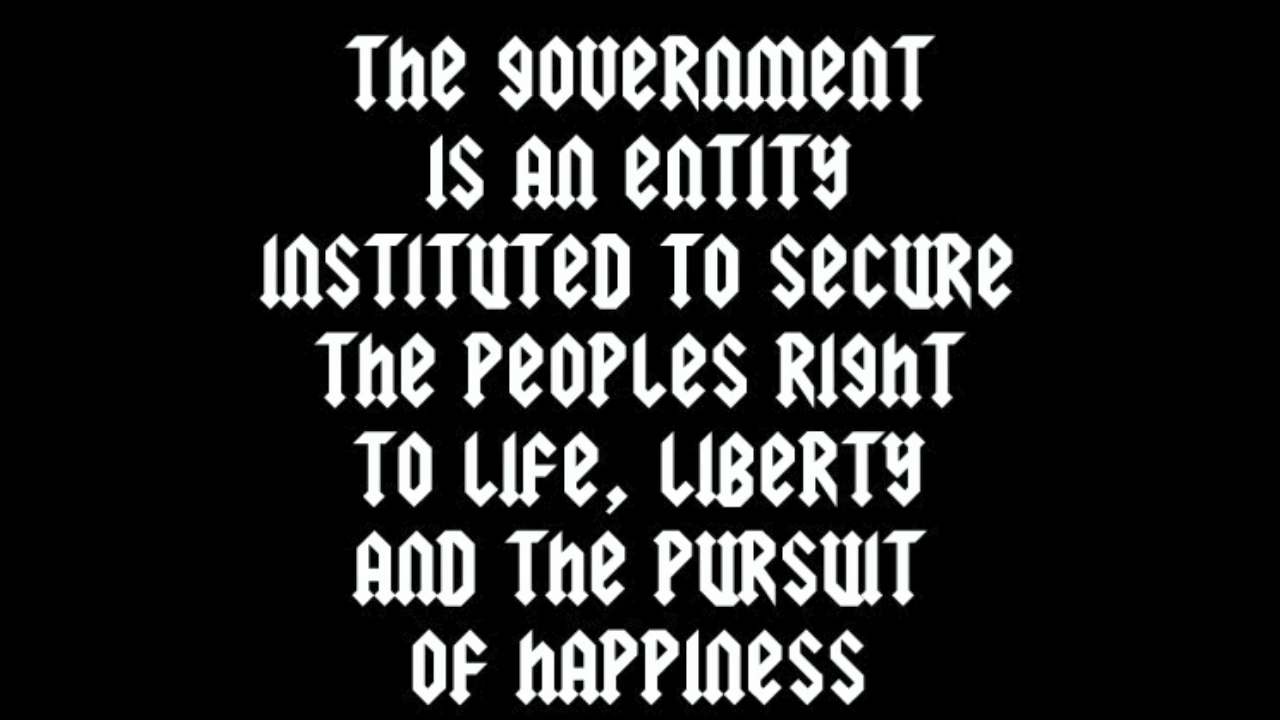 The government
is an entity
instituted to secure
the peoples right
to life, liberty
and the pursuit
of happiness